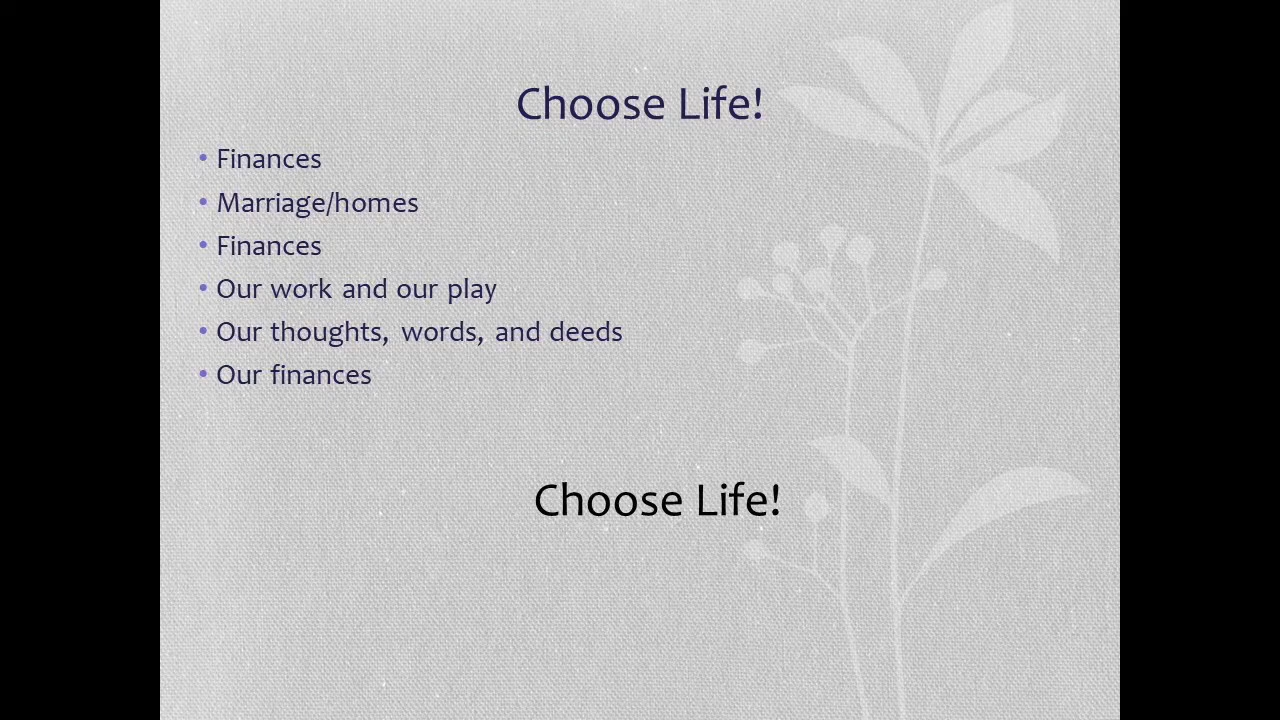 Choose Life!
• Finances
• Marriage/homes
• Finances
• Our work and our play
• Our thoughts, words, and deeds
• Our finances
Choose Life!